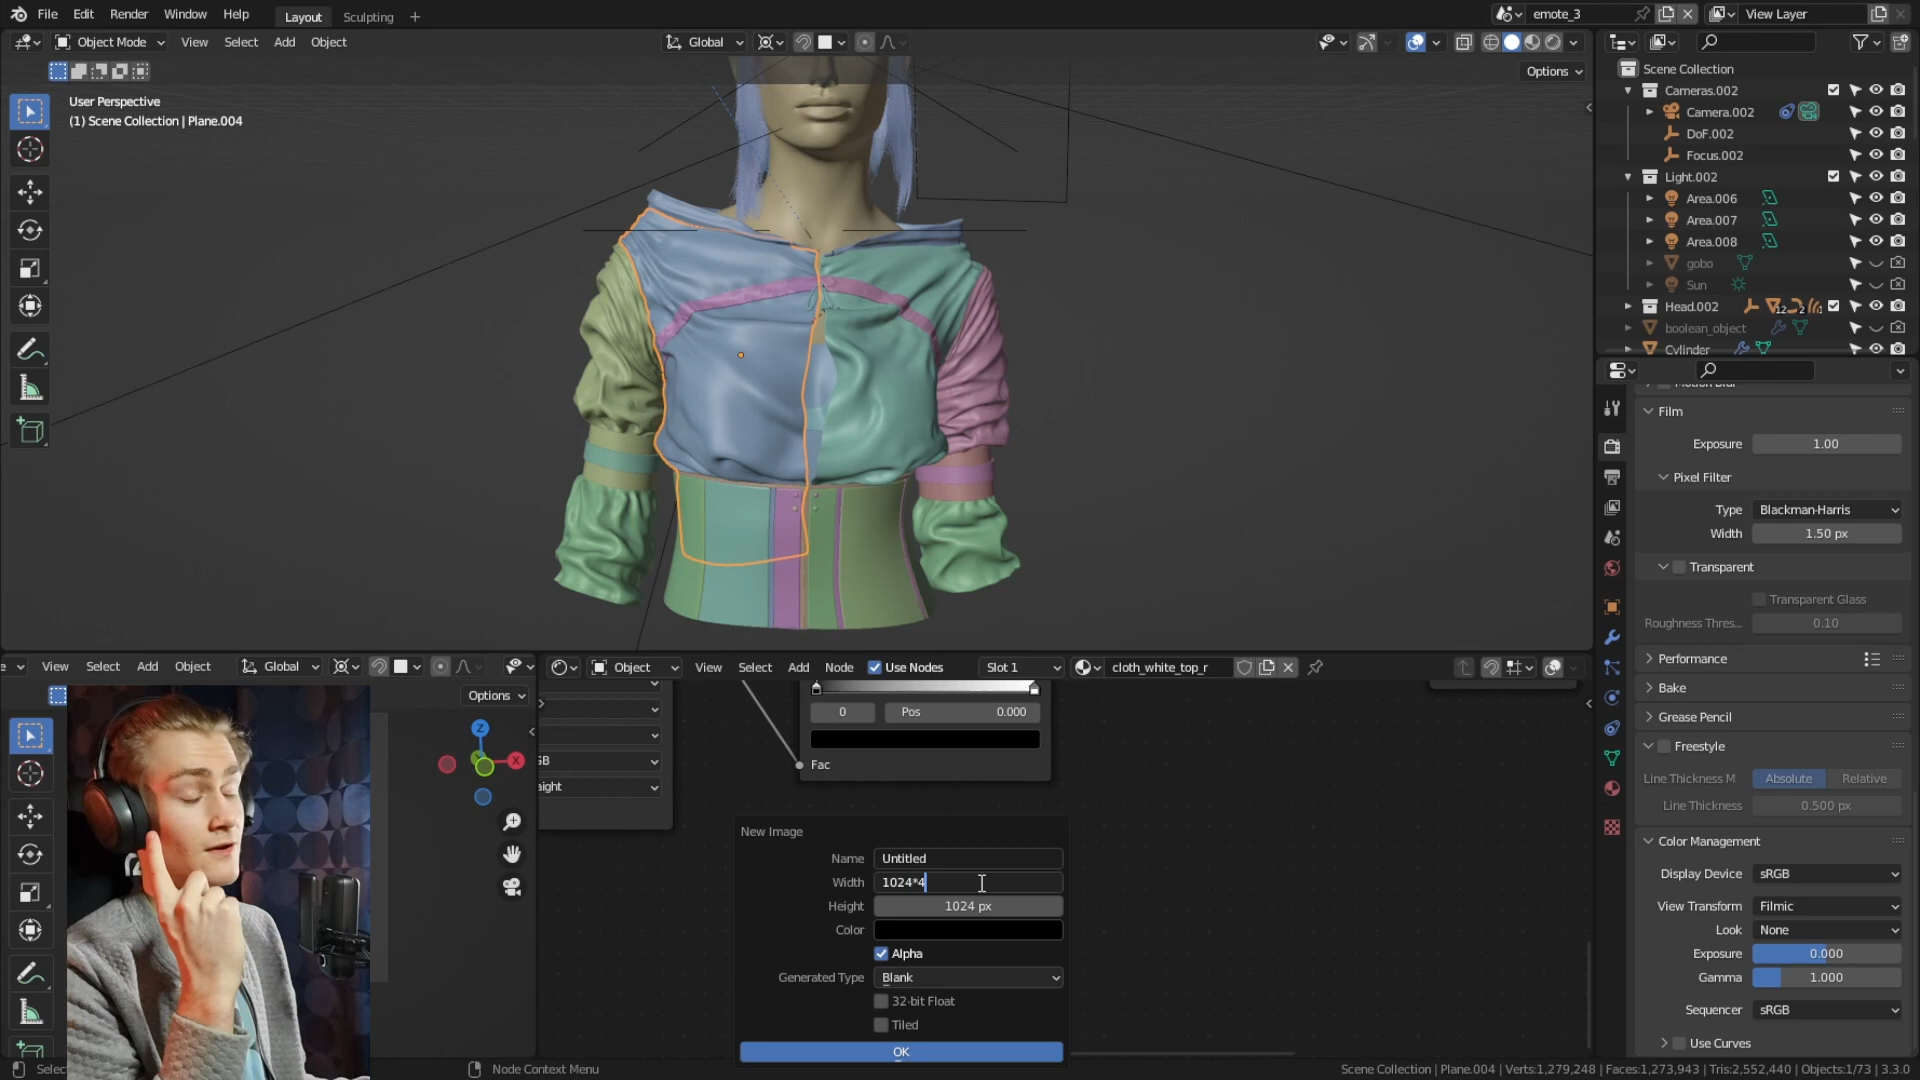 File Edit Render Window Help Layout Sculpting + emote_3 View Layer
Object Mode View Select Add Object Global
Options
User Perspective
(1) Scene Collection | Plane.004
Scene Collection
Cameras.002
Camera.002
DoF.002
Focus.002
Light.002
Area.006
Area.007
Area.008
gobo
Sun
Head.002
12 2
boolean_object
Cylinder
Motion Blur
Film
Exposure 1.00
Pixel Filter
Type Blackman-Harris
Width 1.50 px
Transparent
Transparent Glass
Roughness Thres... 0.10
Performance
Bake
Grease Pencil
Freestyle
Line Thickness M Absolute Relative
Line Thickness 0.500 px
Color Management
Display Device sRGB
View Transform Filmic
Look None
Exposure 0.000
Gamma 1.000
Sequencer sRGB
Use Curves
e View Select Add Object Global
Options
Z
X
Object View Select Add Node Use Nodes Slot 1 cloth_white_top_r
0 Pos 0.000
Fac
GB
aight
New Image
Name Untitled
Width 1024*4
Height 1024 px
Color
Alpha
Generated Type Blank
32-bit Float
Tiled
OK
Selec
Node Context Menu
Scene Collection | Plane.004 | Verts:1,279,248 | Faces:1,273,943 | Tris:2,552,440 | Objects:1/73 | 3.3.0